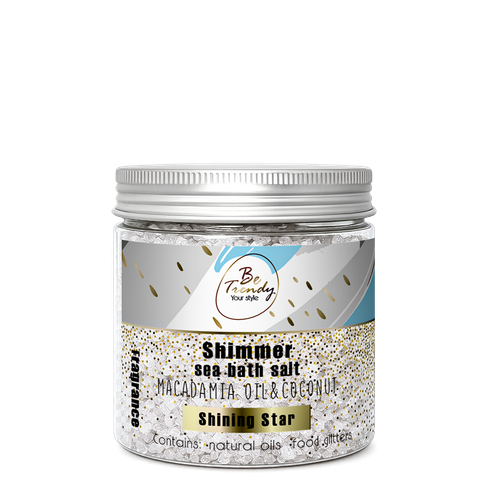 Be
Trendy
Your style
Shimmer
sea bath salt
MACADAMIA OIL & COCONUT
Shining Star
Contains: natural oils food glitters
fragrance